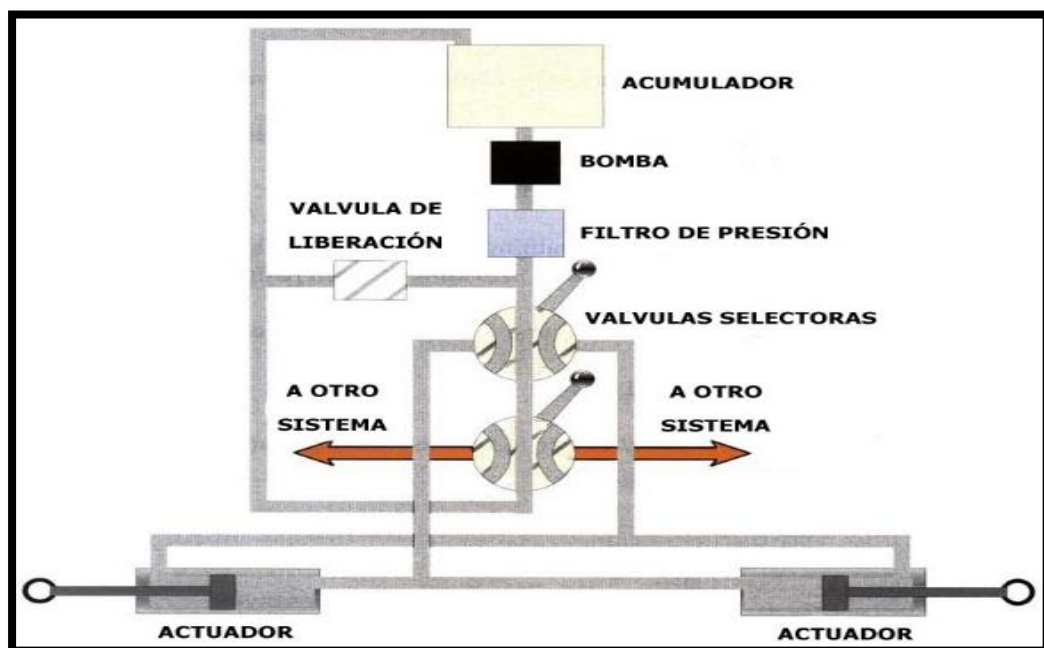 ACUMULADOR
BOMBA
VALVULA DE
LIBERACIÓN
FILTRO DE PRESIÓN
VALVULAS SELECTORAS
A OTRO
SISTEMA
A OTRO
SISTEMA
ACTUADOR
ACTUADOR